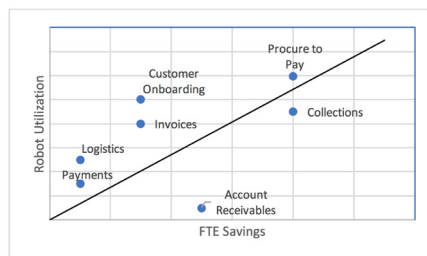 Procure to
Pay
Customer
Onboarding
Invoices
Collections
Logistics
Payments
Account
Receivables
Robot Utilization
FTE Savings